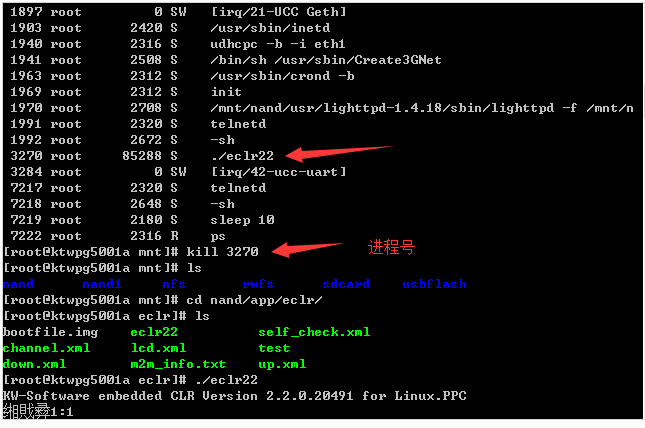 1897 root 0 SW [irq/21-UCC Geth]
1903 root 2420 S /usr/sbin/inetd
1940 root 2316 S udhcpc -b -i eth1
1941 root 2508 S /bin/sh /usr/sbin/Create3GNet
1963 root 2312 S /usr/sbin/crond -b
1969 root 2312 S init
1970 root 2708 S /mnt/nand/usr/lighttpd-1.4.18/sbin/lighttpd -f /mnt/n
1991 root 2320 S telnetd
1992 root 2672 S -sh
3270 root 85288 S ./eclr22
3284 root 0 SW [irq/42-ucc-uart]
7217 root 2320 S telnetd
7218 root 2648 S -sh
7219 root 2180 S sleep 10
7222 root 2316 R ps
[root@ktwpg5001a mnt]# kill 3270 进程号
[root@ktwpg5001a mnt]# ls
nand nand1 nfs rwfs sdcard usbflash
[root@ktwpg5001a mnt]# cd nand/app/eclr/
[root@ktwpg5001a eclr]# ls
bootfile.img eclr22 self_check.xml
channel.xml lcd.xml test
down.xml m2m_info.txt up.xml
[root@ktwpg5001a eclr]# ./eclr22
KW-Software embedded CLR Version 2.2.0.20491 for Linux.PPC
1:1